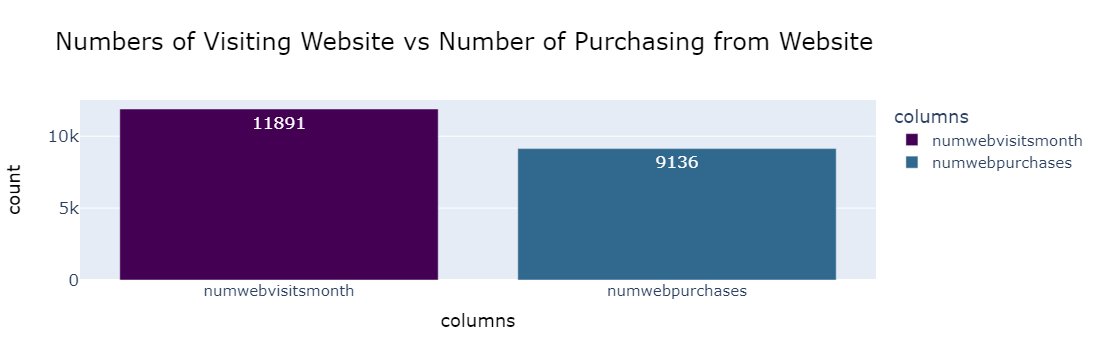 Numbers of Visiting Website vs Number of Purchasing from Website
count
10k
5k
0
11891
9136
numwebvisitsmonth
numwebpurchases
columns
columns
numwebvisitsmonth
numwebpurchases